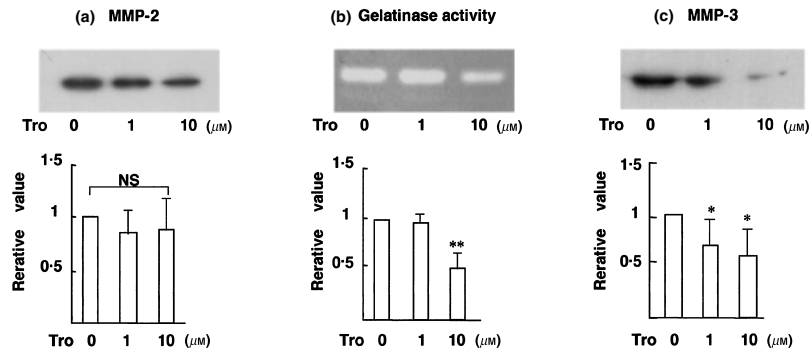 (a) MMP-2
Tro 0 1 10 (μM)
Rerative value
1·5
1
0·5
NS
Tro 0 1 10 (μM)
(b) Gelatinase activity
Tro 0 1 10 (μM)
Rerative value
1·5
1
0·5
**
Tro 0 1 10 (μM)
(c) MMP-3
Tro 0 1 10 (μM)
Rerative value
1·5
1
0·5
* *
Tro 0 1 10 (μM)